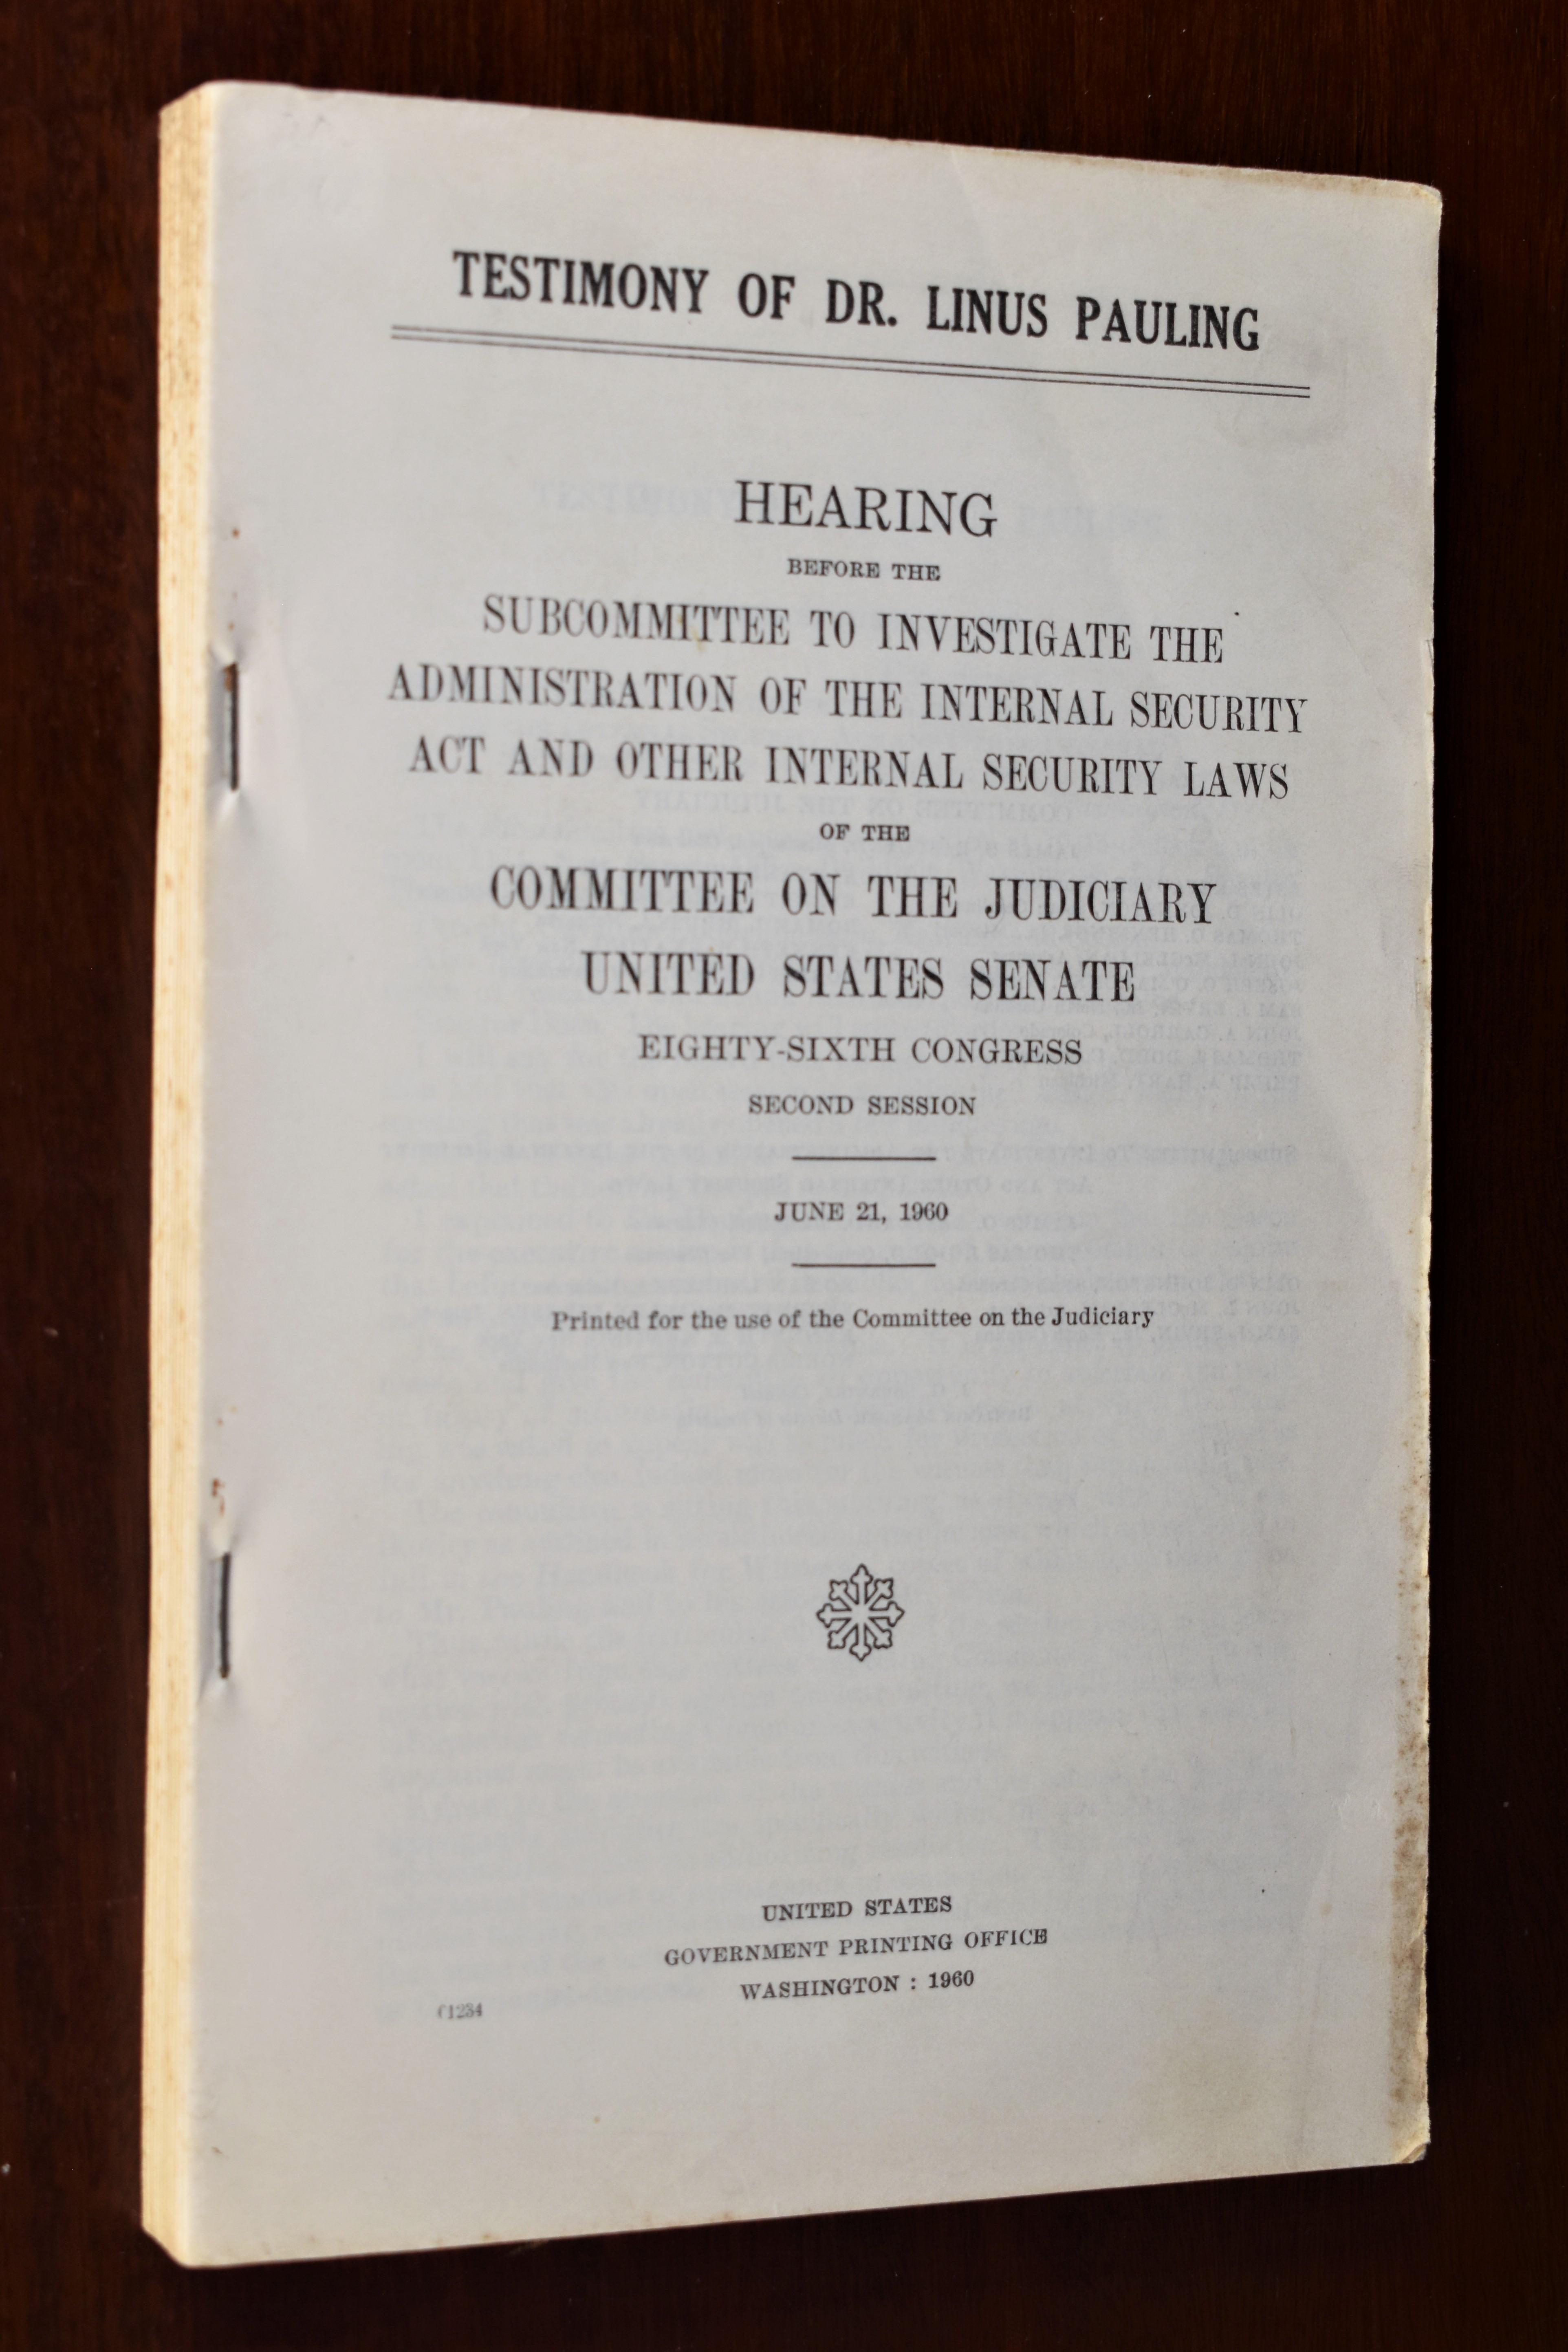 TESTIMONY OF DR. LINUS PAULING
HEARING
BEFORE THE
SUBCOMMITTEE TO INVESTIGATE THE
ADMINISTRATION OF THE INTERNAL SECURITY
ACT AND OTHER INTERNAL SECURITY LAWS
OF THE
COMMITTEE ON THE JUDICIARY
UNITED STATES SENATE
EIGHTY-SIXTH CONGRESS
SECOND SESSION
JUNE 21, 1960
Printed for the use of the Committee on the Judiciary
UNITED STATES
GOVERNMENT PRINTING OFFICE
WASHINGTON : 1960